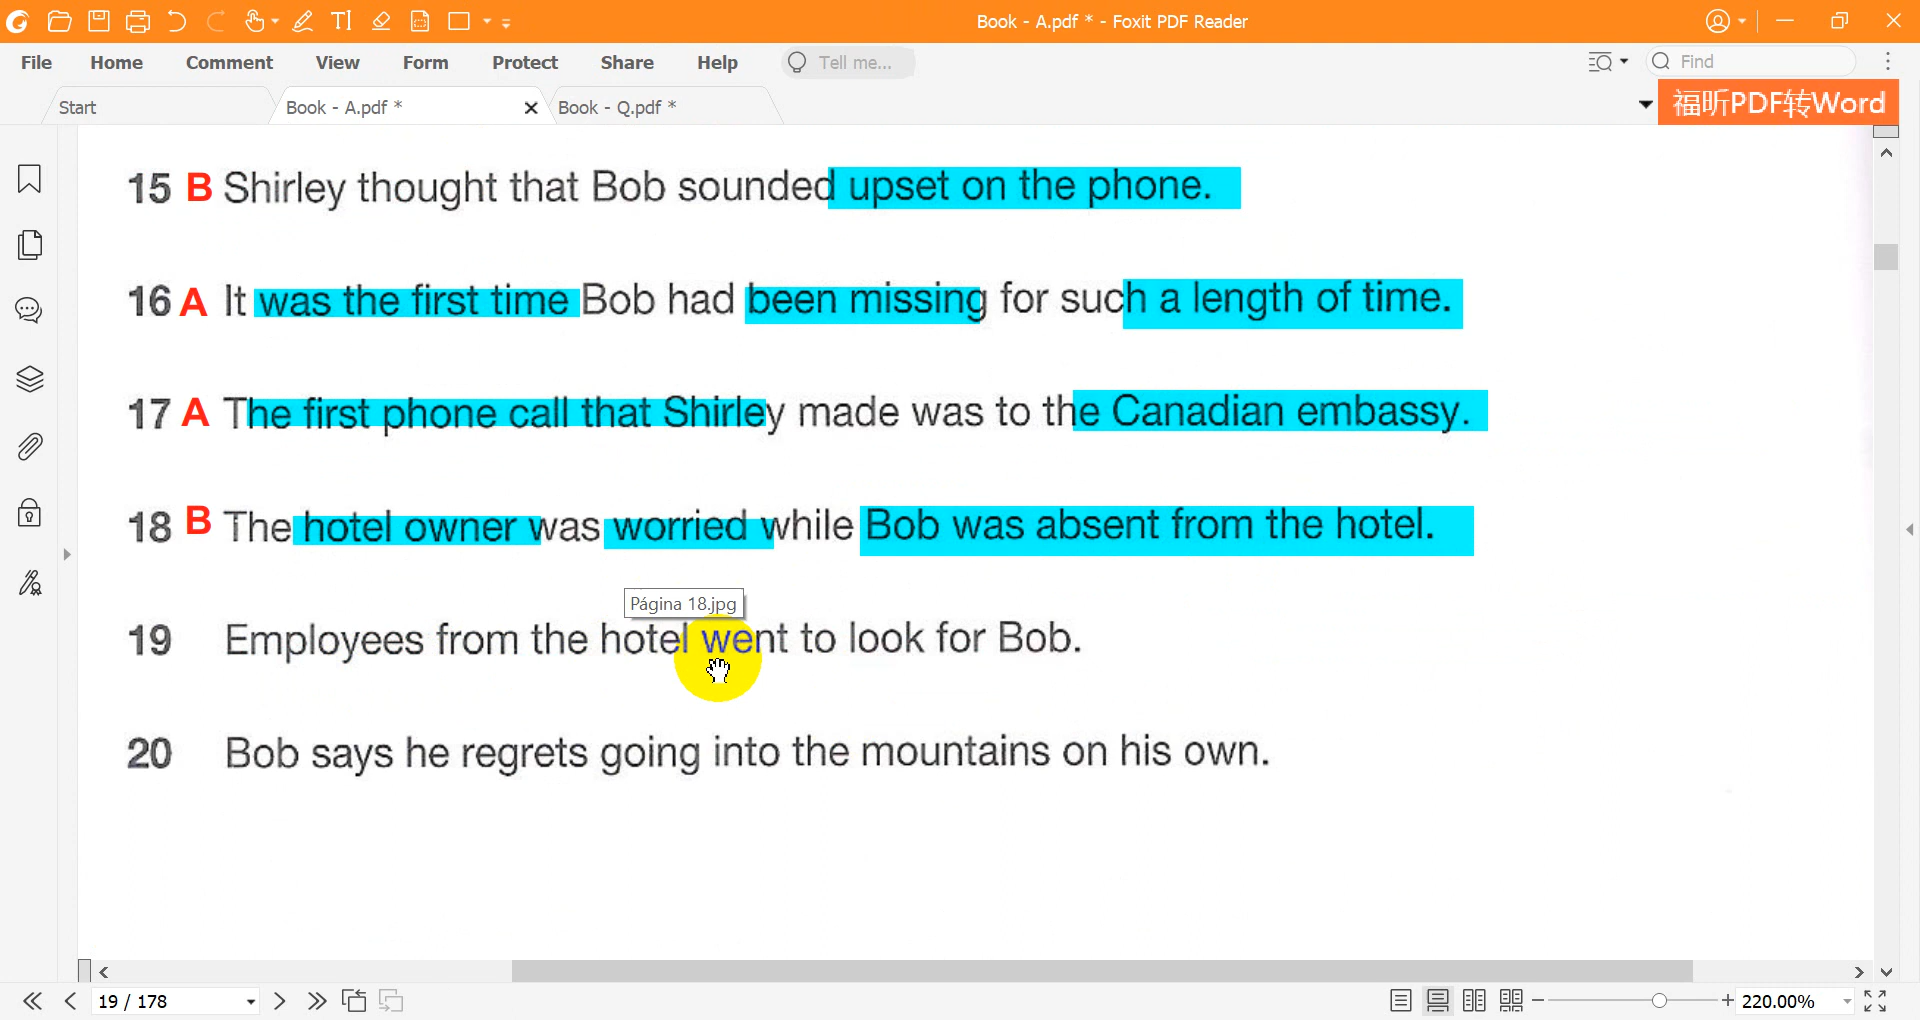 Book - A.pdf * - Foxit PDF Reader
File Home Comment View Form Protect Share Help Tell me... Find
Start Book - A.pdf * Book - Q.pdf * 福昕PDF转Word
15 B Shirley thought that Bob sounded upset on the phone.
16 A It was the first time Bob had been missing for such a length of time.
17 A The first phone call that Shirley made was to the Canadian embassy.
18 B The hotel owner was worried while Bob was absent from the hotel.
Página 18.jpg
19 Employees from the hotel went to look for Bob.
20 Bob says he regrets going into the mountains on his own.
19 / 178 220.00%